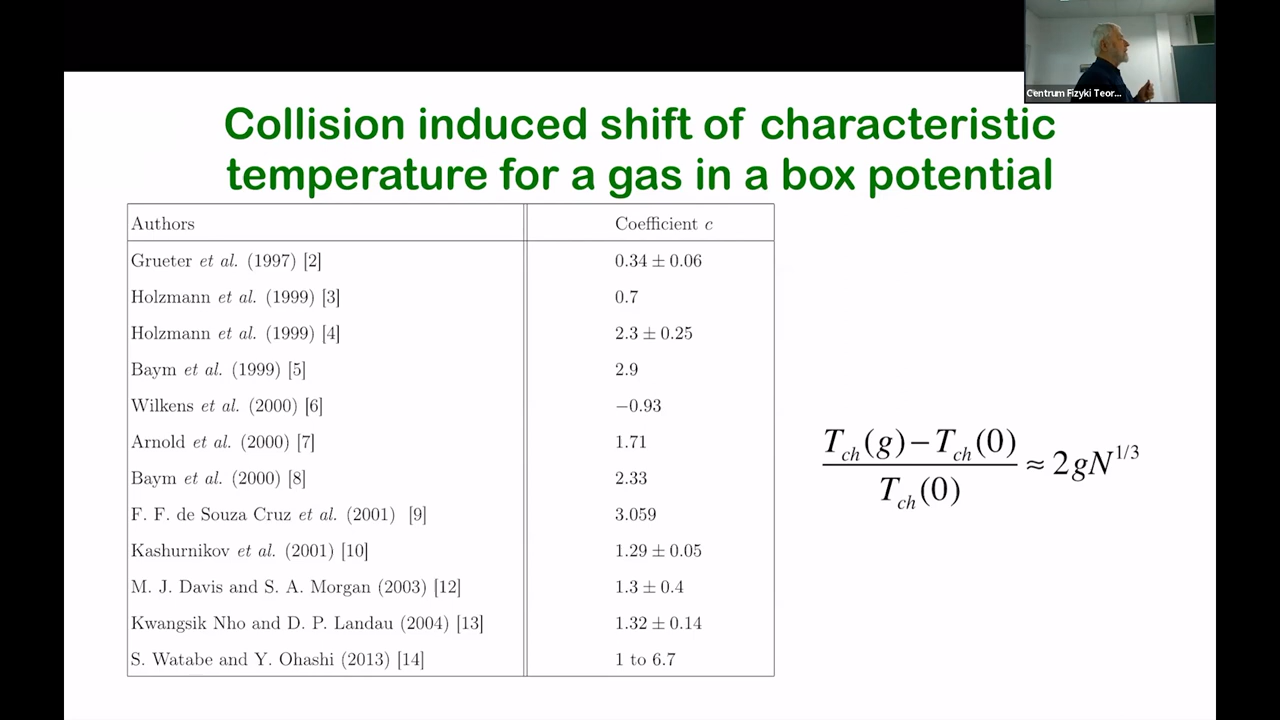 Centrum Fizyki Teor...
Collision induced shift of characteristic
temperature for a gas in a box potential
Authors Coefficient c
Grueter et al. (1997) [2] 0.34 ± 0.06
Holzmann et al. (1999) [3] 0.7
Holzmann et al. (1999) [4] 2.3 ± 0.25
Baym et al. (1999) [5] 2.9
Wilkens et al. (2000) [6] −0.93
Arnold et al. (2000) [7] 1.71
Baym et al. (2000) [8] 2.33
F. F. de Souza Cruz et al. (2001) [9] 3.059
Kashurnikov et al. (2001) [10] 1.29 ± 0.05
M. J. Davis and S. A. Morgan (2003) [12] 1.3 ± 0.4
Kwangsik Nho and D. P. Landau (2004) [13] 1.32 ± 0.14
S. Watabe and Y. Ohashi (2013) [14] 1 to 6.7
T_ch(g) − T_ch(0)
≈ 2gN^1/3
T_ch(0)